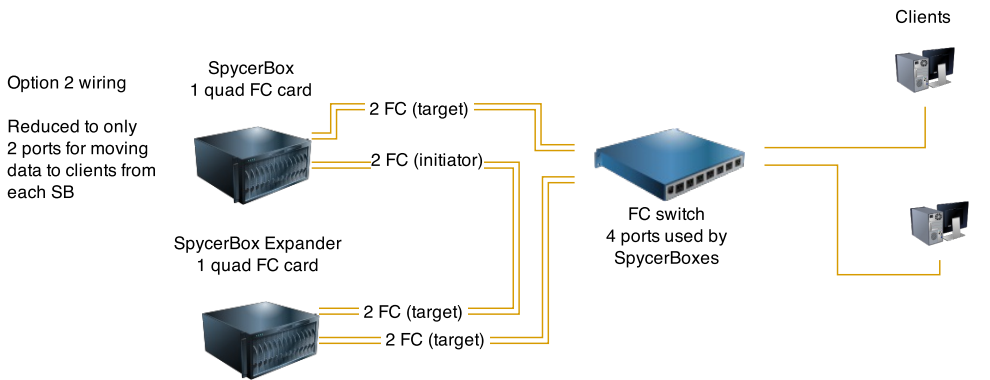 Clients
Option 2 wiring
Reduced to only
2 ports for moving
data to clients from
each SB
SpycerBox
1 quad FC card
2 FC (target)
2 FC (initiator)
FC switch
4 ports used by
SpycerBoxes
SpycerBox Expander
1 quad FC card
2 FC (target)
2 FC (target)